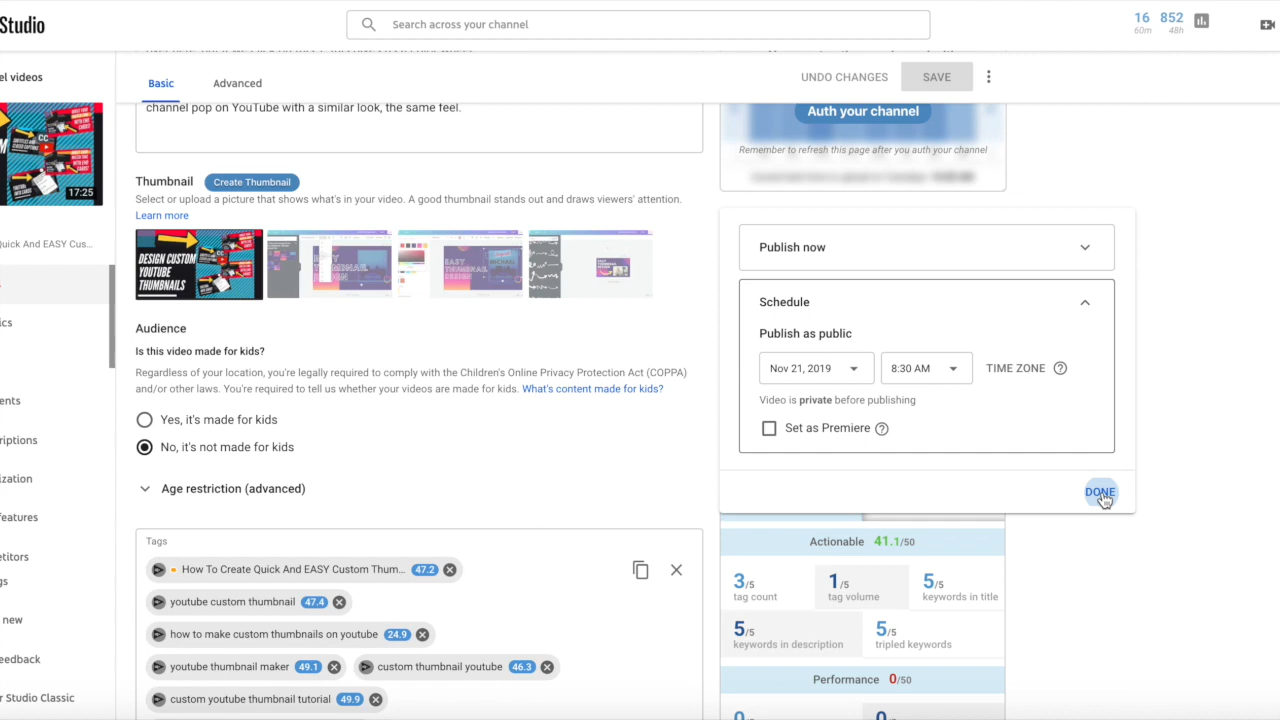 Studio
Search across your channel
16 852
60m 48h
el videos
Basic
Advanced
UNDO CHANGES
SAVE
channel pop on YouTube with a similar look, the same feel.
Auth your channel
Remember to refresh this page after you auth your channel
17:25
Thumbnail
Create Thumbnail
Select or upload a picture that shows what's in your video. A good thumbnail stands out and draws viewers' attention.
Learn more
DESIGN CUSTOM
YOUTUBE
THUMBNAILS
EASY
THUMBNAIL
DESIGN
Publish now
Schedule
Publish as public
Nov 21, 2019
8:30 AM
TIME ZONE
Video is private before publishing
Set as Premiere
DONE
uick And EASY Cus...
s
ics
ents
riptions
ization
features
etitors
gs
new
eedback
r Studio Classic
Audience
Is this video made for kids?
Regardless of your location, you're legally required to comply with the Children's Online Privacy Protection Act (COPPA)
and/or other laws. You're required to tell us whether your videos are made for kids. What's content made for kids?
Yes, it's made for kids
No, it's not made for kids
Age restriction (advanced)
Tags
How To Create Quick And EASY Custom Thum... 47.2
youtube custom thumbnail 47.4
how to make custom thumbnails on youtube 24.9
youtube thumbnail maker 49.1
custom thumbnail youtube 46.3
custom youtube thumbnail tutorial 49.9
Actionable 41.1/50
3/5
tag count
1/5
tag volume
5/5
keywords in title
5/5
keywords in description
5/5
tripled keywords
Performance 0/50